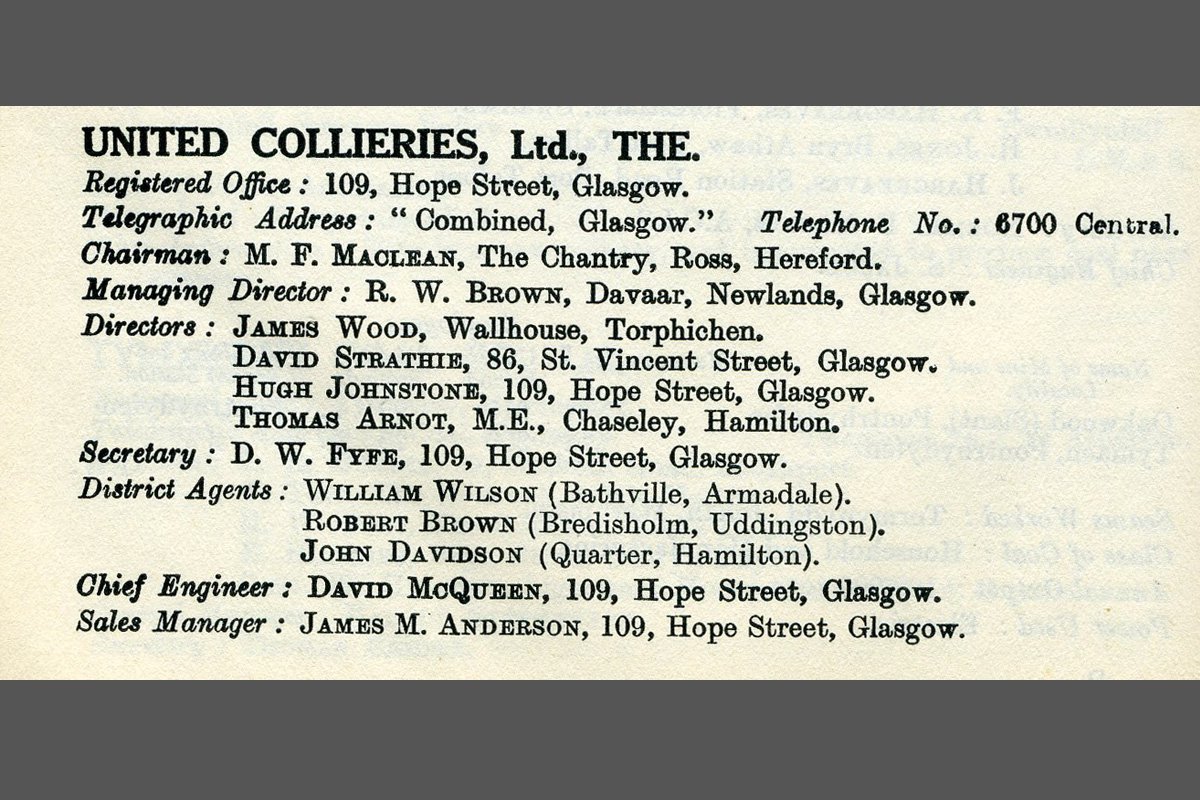 UNITED COLLIERIES, Ltd., THE.
Registered Office : 109, Hope Street, Glasgow.
Telegraphic Address : " Combined, Glasgow." Telephone No. : 6700 Central.
Chairman : M. F. MACLEAN, The Chantry, Ross, Hereford.
Managing Director : R. W. BROWN, Davaar, Newlands, Glasgow.
Directors : JAMES WOOD, Wallhouse, Torphichen.
DAVID STRATHIE, 86, St. Vincent Street, Glasgow.
HUGH JOHNSTONE, 109, Hope Street, Glasgow.
THOMAS ARNOT, M.E., Chaseley, Hamilton.
Secretary : D. W. FYFE, 109, Hope Street, Glasgow.
District Agents : WILLIAM WILSON (Bathville, Armadale).
ROBERT BROWN (Bredisholm, Uddingston).
JOHN DAVIDSON (Quarter, Hamilton).
Chief Engineer : DAVID McQUEEN, 109, Hope Street, Glasgow.
Sales Manager : JAMES M. ANDERSON, 109, Hope Street, Glasgow.